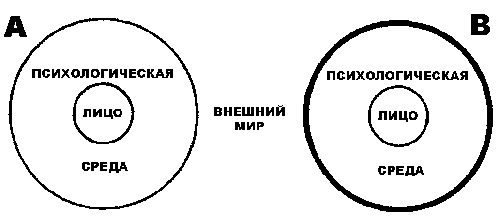 A
ПСИХОЛОГИЧЕСКАЯ
ЛИЦО
СРЕДА
ВНЕШНИЙ
МИР
B
ПСИХОЛОГИЧЕСКАЯ
ЛИЦО
СРЕДА